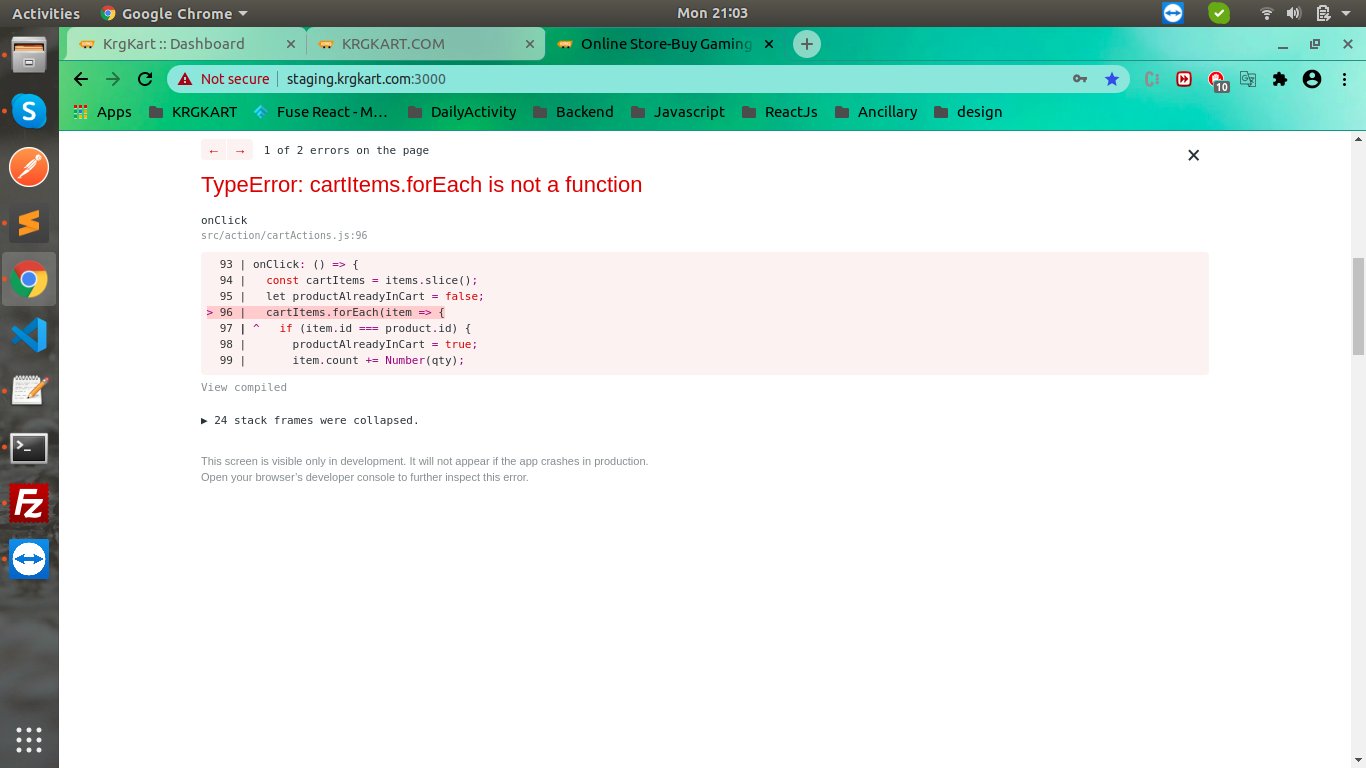 Activities
Google Chrome
Mon 21:03
KrgKart :: Dashboard
KRGKART.COM
Online Store-Buy Gaming
Not secure
staging.krgkart.com:3000
10
Apps
KRGKART
Fuse React - M…
DailyActivity
Backend
Javascript
ReactJs
Ancillary
design
← → 1 of 2 errors on the page
TypeError: cartItems.forEach is not a function
onClick
src/action/cartActions.js:96
93 | onClick: () => {
94 |   const cartItems = items.slice();
95 |   let productAlreadyInCart = false;
> 96 |   cartItems.forEach(item => {
97 | ^   if (item.id === product.id) {
98 |       productAlreadyInCart = true;
99 |       item.count += Number(qty);
View compiled
▶ 24 stack frames were collapsed.
This screen is visible only in development. It will not appear if the app crashes in production.
Open your browser’s developer console to further inspect this error.